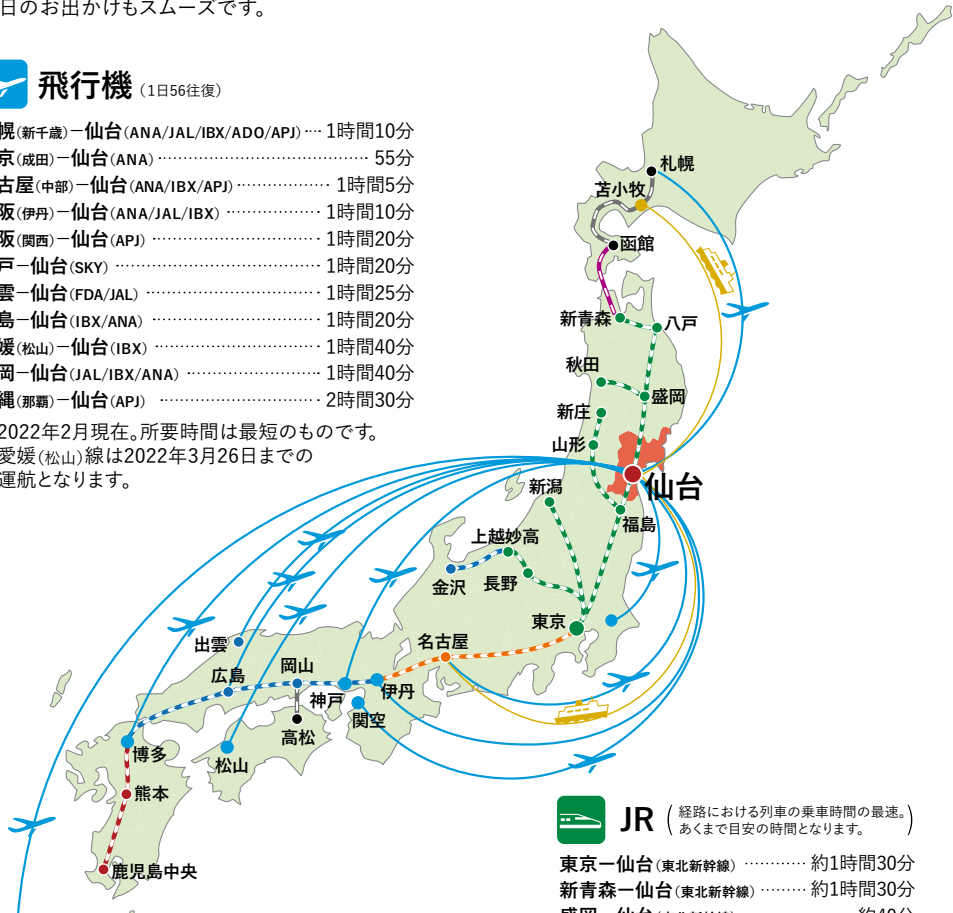 日のお出かけもスムーズです。
飛行機（1日56往復）
幌(新千歳)－仙台(ANA/JAL/IBX/ADO/APJ)…1時間10分
京(成田)－仙台(ANA)…55分
古屋(中部)－仙台(ANA/IBX/APJ)…1時間5分
阪(伊丹)－仙台(ANA/JAL/IBX)…1時間10分
阪(関西)－仙台(APJ)…1時間20分
戸－仙台(SKY)…1時間20分
雲－仙台(FDA/JAL)…1時間25分
島－仙台(IBX/ANA)…1時間20分
媛(松山)－仙台(IBX)…1時間40分
岡－仙台(JAL/IBX/ANA)…1時間40分
縄(那覇)－仙台(APJ)…2時間30分
2022年2月現在。所要時間は最短のものです。
愛媛(松山)線は2022年3月26日までの
運航となります。
札幌
苫小牧
函館
新青森
八戸
秋田
盛岡
新庄
山形
仙台
新潟
福島
上越妙高
金沢
長野
東京
名古屋
出雲
広島
岡山
神戸
伊丹
関空
高松
松山
博多
熊本
鹿児島中央
JR
経路における列車の乗車時間の最速。
あくまで目安の時間となります。
東京－仙台(東北新幹線)…約1時間30分
新青森－仙台(東北新幹線)…約1時間30分